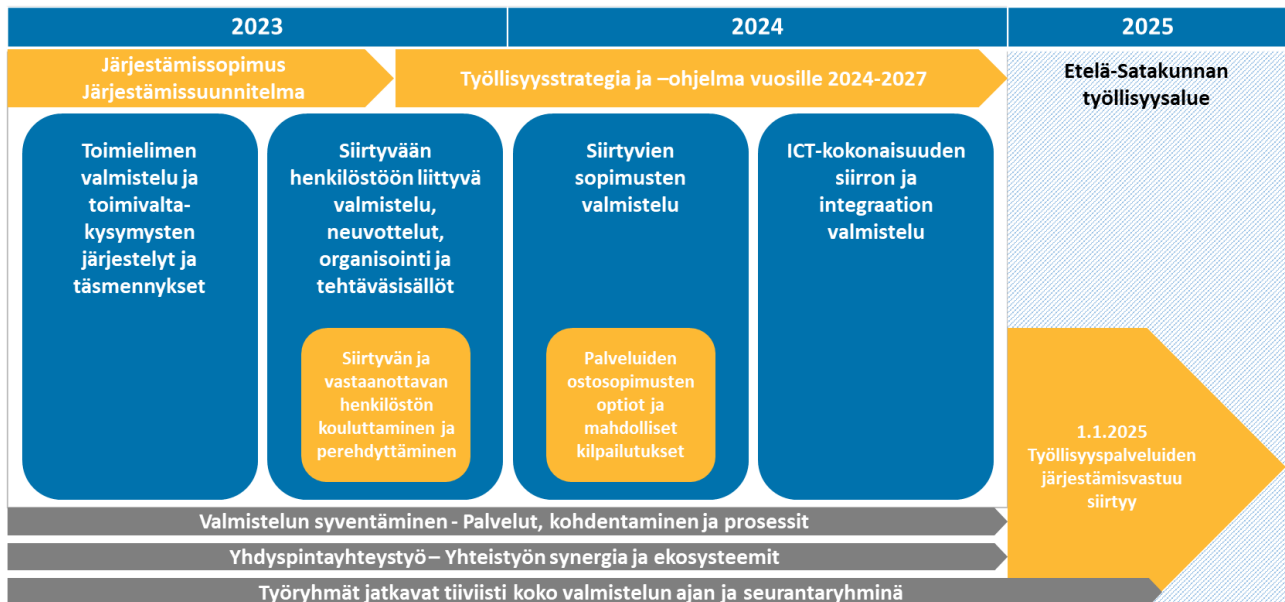 2023
2024
2025
Järjestämissopimus
Järjestämissuunnitelma
Työllisyysstrategia ja –ohjelma vuosille 2024-2027
Etelä-Satakunnan
työllisyysalue
Toimielimen
valmistelu ja
toimivalta-
kysymysten
järjestelyt ja
täsmennykset
Siirtyvään
henkilöstöön liittyvä
valmistelu,
neuvottelut,
organisointi ja
tehtäväsisällöt
Siirtyvän ja
vastaanottavan
henkilöstön
kouluttaminen ja
perehdyttäminen
Siirtyvien
sopimusten
valmistelu
Palveluiden
ostosopimusten
optiot ja
mahdolliset
kilpailutukset
ICT-kokonaisuuden
siirron ja
integraation
valmistelu
1.1.2025
Työllisyyspalveluiden
järjestämisvastuu
siirtyy
Valmistelun syventäminen - Palvelut, kohdentaminen ja prosessit
Yhdyspintayhteystyö – Yhteistyön synergia ja ekosysteemit
Työryhmät jatkavat tiiviisti koko valmistelun ajan ja seurantaryhminä